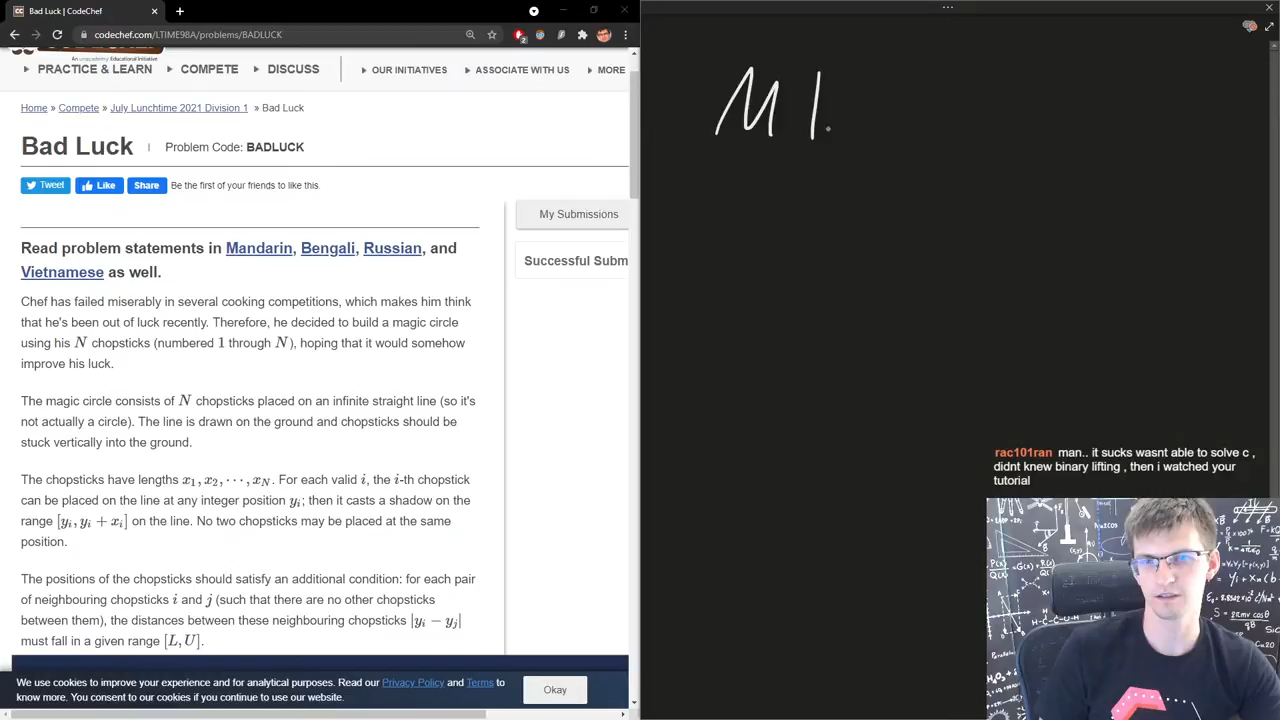 Bad Luck | CodeChef
codechef.com/LTIME98A/problems/BADLUCK
An unacademy Educational Initiative
PRACTICE & LEARN
COMPETE
DISCUSS
OUR INITIATIVES
ASSOCIATE WITH US
MORE
Home » Compete » July Lunchtime 2021 Division 1 » Bad Luck
Bad Luck
Problem Code: BADLUCK
Tweet
Like
Share
Be the first of your friends to like this.
My Submissions
Read problem statements in Mandarin, Bengali, Russian, and
Vietnamese as well.
Successful Subm
Chef has failed miserably in several cooking competitions, which makes him think
that he's been out of luck recently. Therefore, he decided to build a magic circle
using his N chopsticks (numbered 1 through N), hoping that it would somehow
improve his luck.
The magic circle consists of N chopsticks placed on an infinite straight line (so it's
not actually a circle). The line is drawn on the ground and chopsticks should be
stuck vertically into the ground.
The chopsticks have lengths x₁, x₂, ⋯, x_N. For each valid i, the i-th chopstick
can be placed on the line at any integer position y_i; then it casts a shadow on the
range [y_i, y_i + x_i] on the line. No two chopsticks may be placed at the same
position.
The positions of the chopsticks should satisfy an additional condition: for each pair
of neighbouring chopsticks i and j (such that there are no other chopsticks
between them), the distances between these neighbouring chopsticks |y_i − y_j|
must fall in a given range [L, U].
We use cookies to improve your experience and for analytical purposes. Read our Privacy Policy and Terms to
know more. You consent to our cookies if you continue to use our website.
Okay
M I
rac101ran man.. it sucks wasnt able to solve c ,
didnt knew binary lifting , then i watched your
tutorial